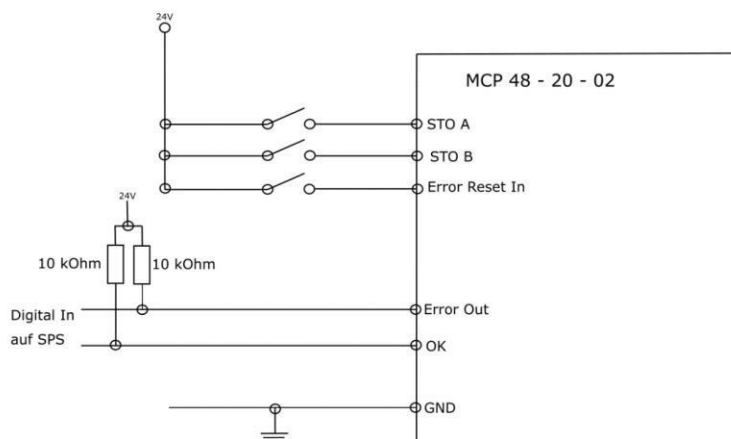 24V
MCP 48 - 20 - 02
STO A
STO B
Error Reset In
24V
10 kOhm
10 kOhm
Error Out
Digital In
auf SPS
OK
GND